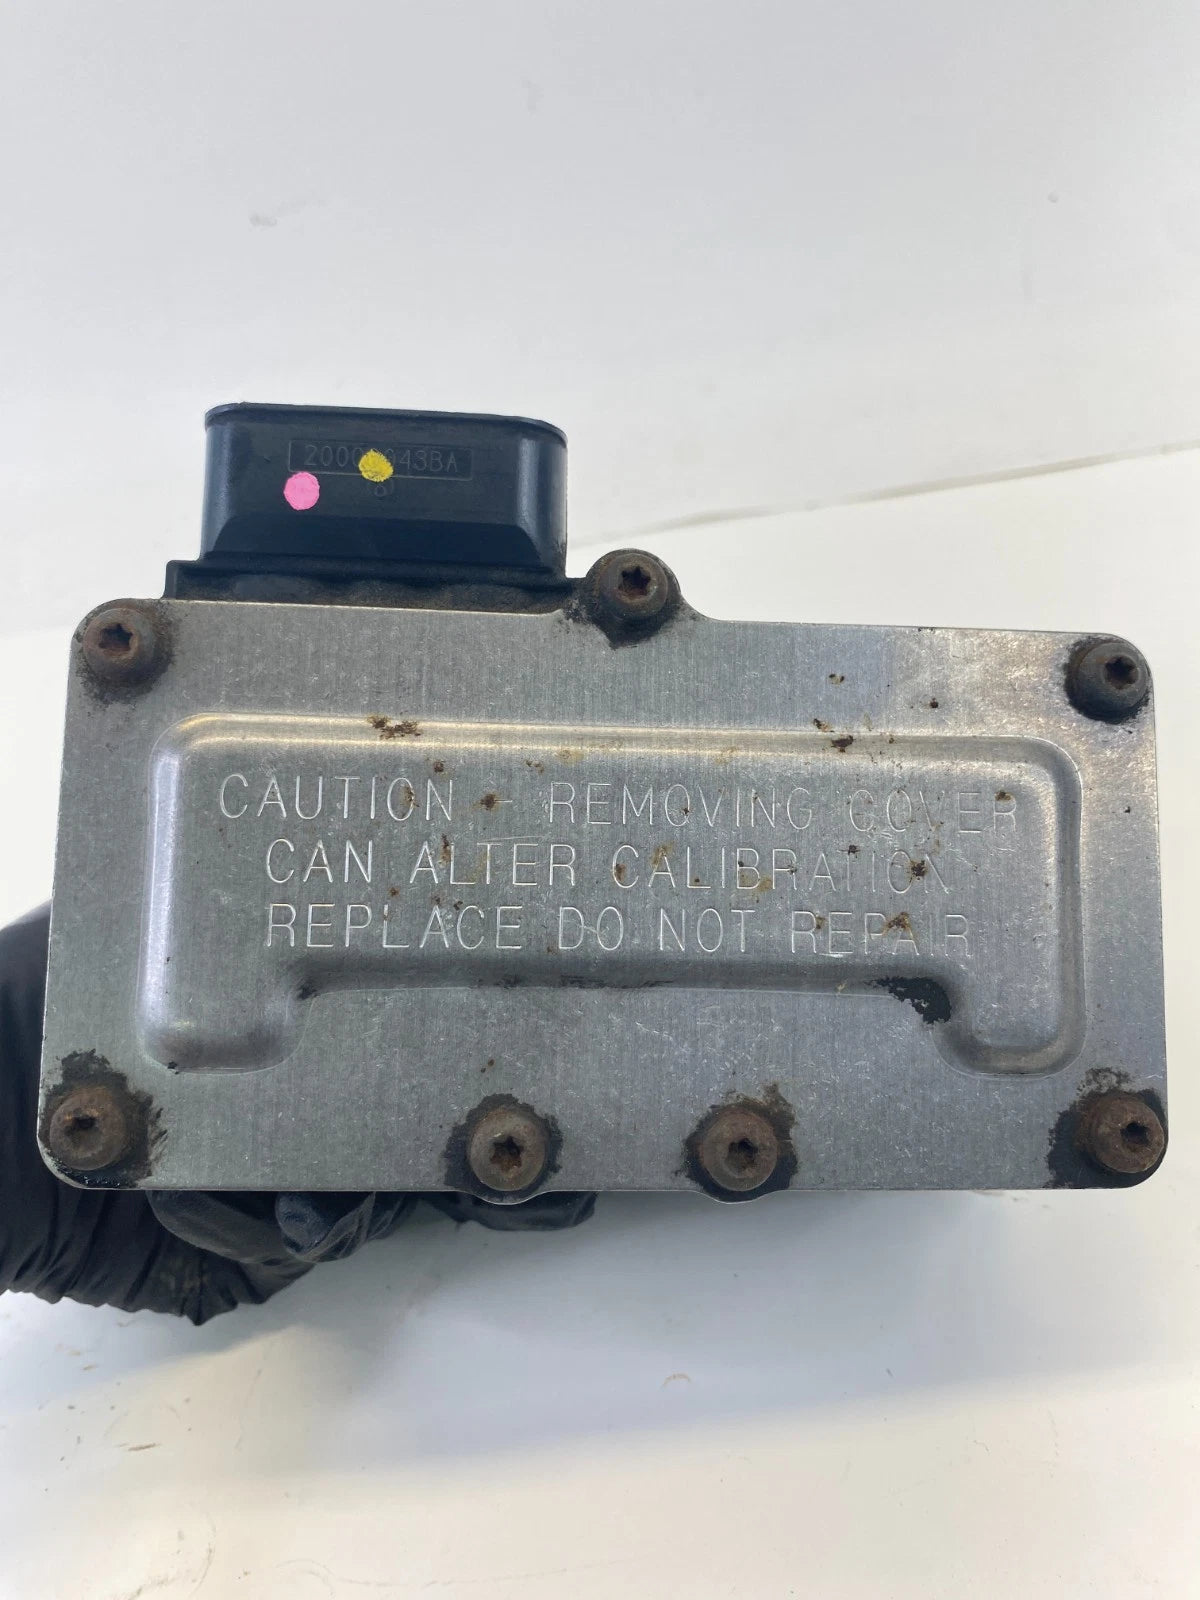 CAUTION - REMOVING COVER
CAN ALTER CALIBRATION
REPLACE DO NOT REPAIR